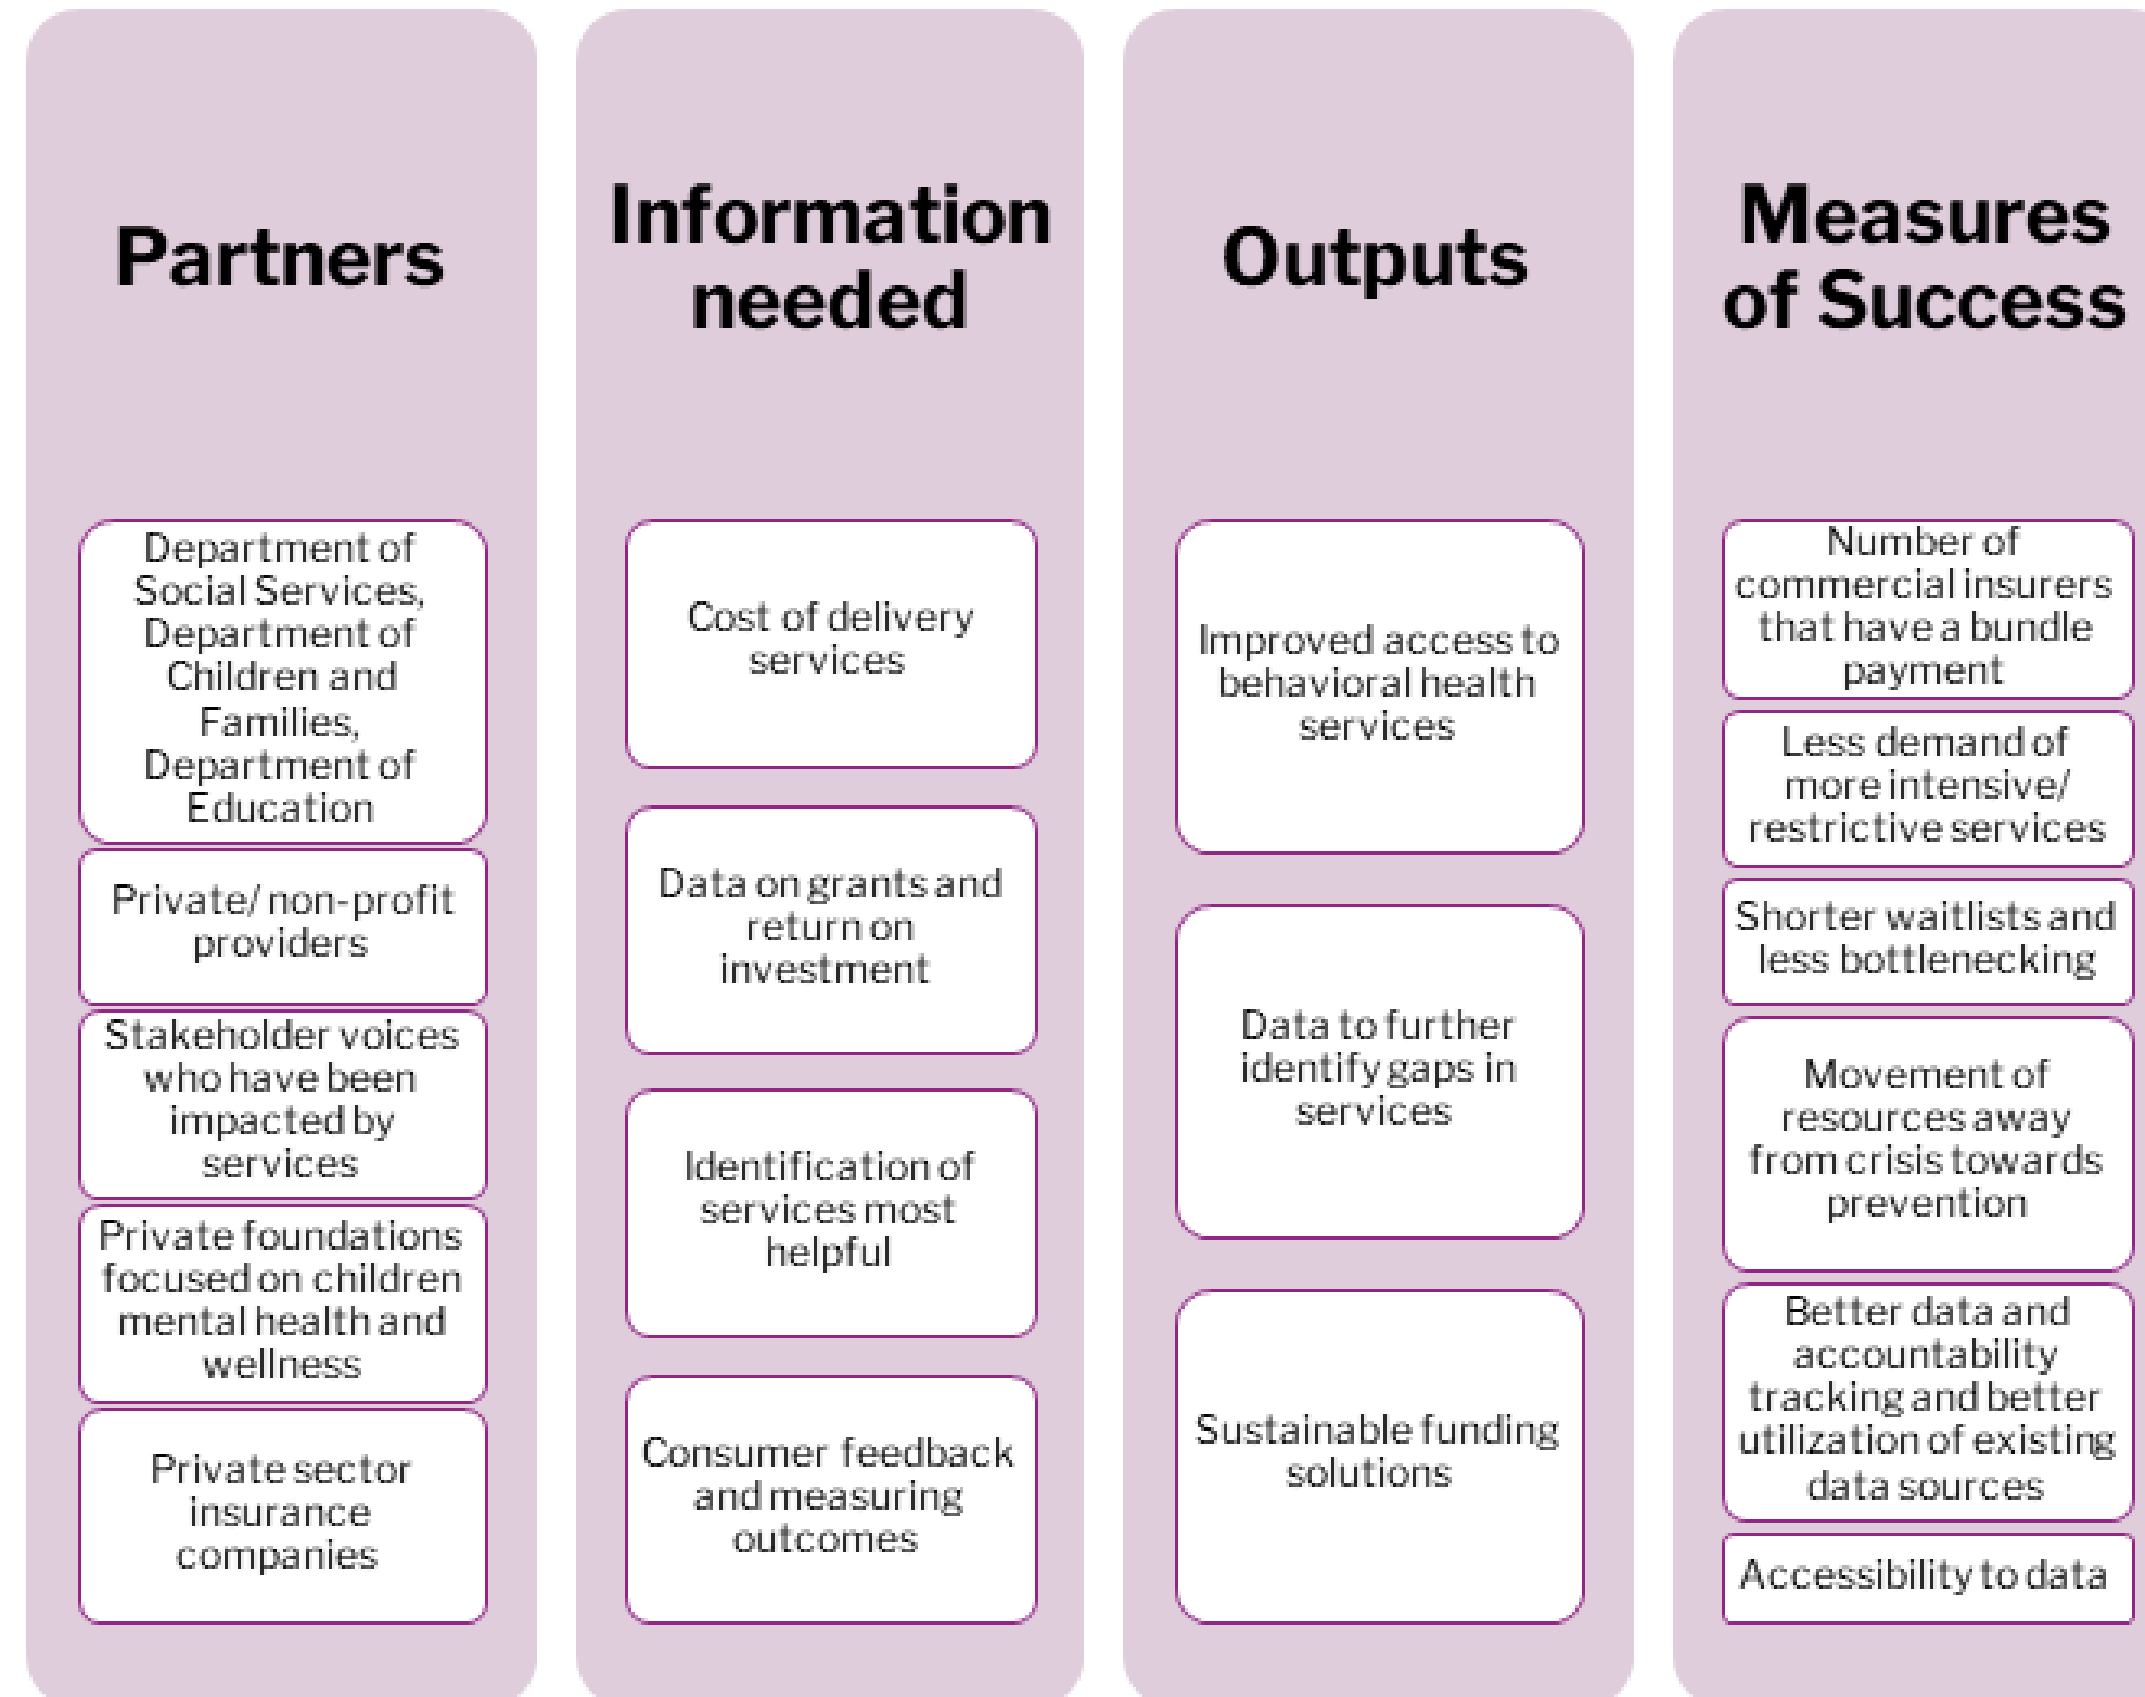 Partners
Department of
Social Services,
Department of
Children and
Families,
Department of
Education
Private/ non-profit
providers
Stakeholder voices
who have been
impacted by
services
Private foundations
focused on children
mental health and
wellness
Private sector
insurance
companies
Information
needed
Cost of delivery
services
Data on grants and
return on
investment
Identification of
services most
helpful
Consumer feedback
and measuring
outcomes
Outputs
Improved access to
behavioral health
services
Data to further
identify gaps in
services
Sustainable funding
solutions
Measures
of Success
Number of
commercial insurers
that have a bundle
payment
Less demand of
more intensive/
restrictive services
Shorter waitlists and
less bottlenecking
Movement of
resources away
from crisis towards
prevention
Better data and
accountability
tracking and better
utilization of existing
data sources
Accessibility to data